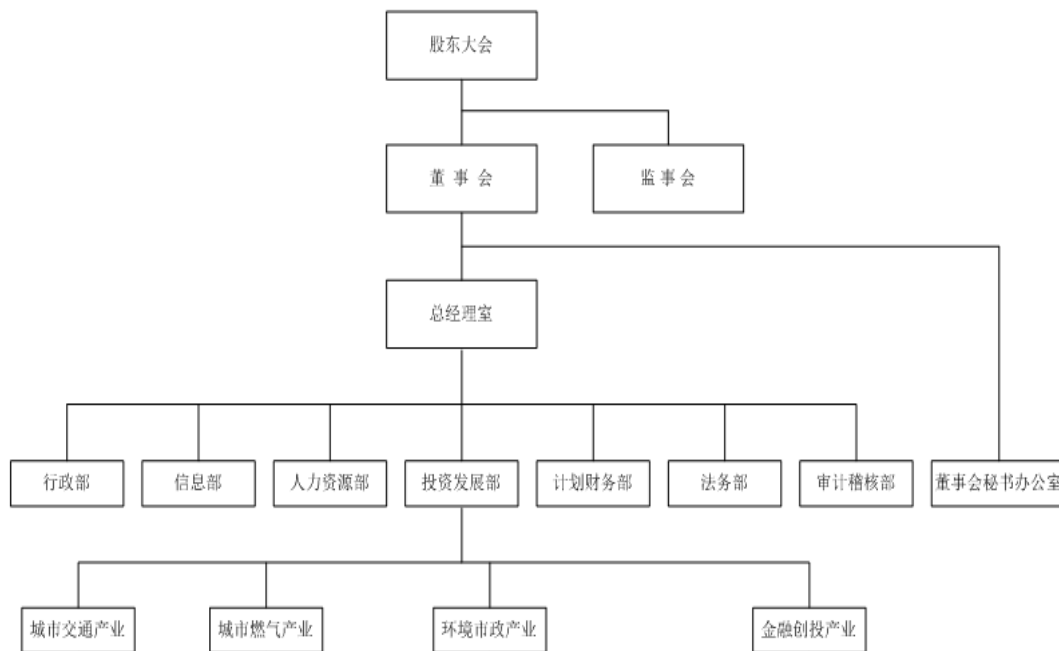 股东大会
董 事 会
监 事 会
总经理室
行政部
信息部
人力资源部
投资发展部
计划财务部
法务部
审计稽核部
董事会秘书办公室
城市交通产业
城市燃气产业
环境市政产业
金融创投产业